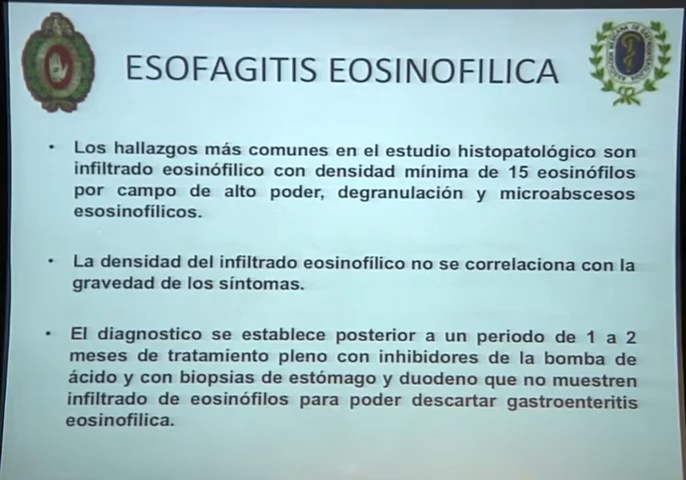 ESOFAGITIS EOSINOFILICA
• Los hallazgos más comunes en el estudio histopatológico son
infiltrado eosinófilico con densidad mínima de 15 eosinófilos
por campo de alto poder, degranulación y microabscesos
esosinofílicos.
• La densidad del infiltrado eosinofílico no se correlaciona con la
gravedad de los síntomas.
• El diagnostico se establece posterior a un periodo de 1 a 2
meses de tratamiento pleno con inhibidores de la bomba de
ácido y con biopsias de estómago y duodeno que no muestren
infiltrado de eosinófilos para poder descartar gastroenteritis
eosinofilica.